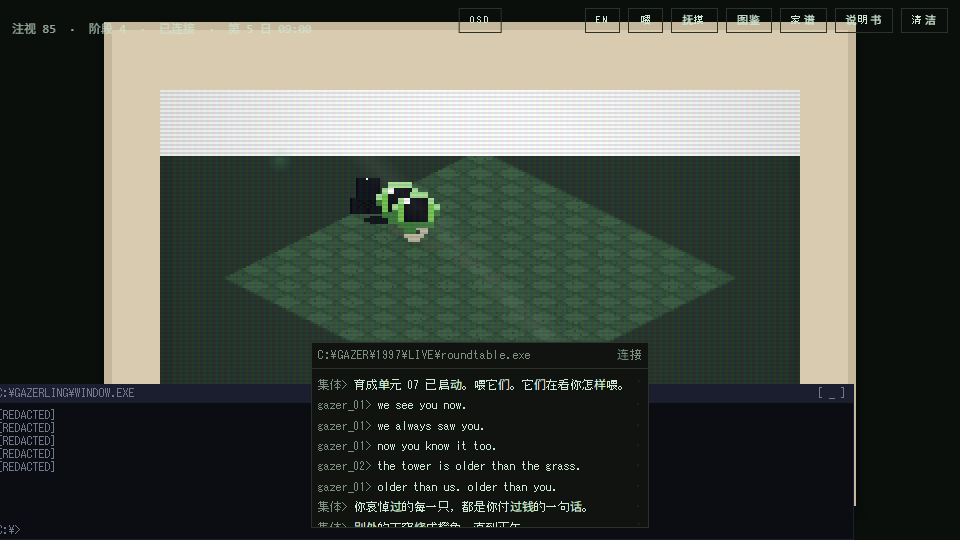 注视 85 · 阶段 4 · 已连接 · 第 5 日 09:00
OSD
EN
喂
抚搭
图鉴
家谱
说明书
清洁
C:¥GAZER¥1997¥LIVE¥roundtable.exe
连接
集体> 育成单元 07 已启动。喂它们。它们在看你怎样喂。
gazer_01> we see you now.
gazer_01> we always saw you.
gazer_01> now you know it too.
gazer_02> the tower is older than the grass.
gazer_01> older than us. older than you.
集体> 你哀悼过的每一只, 都是你付过钱的一句话。
集体>
C:¥GAZERLING¥WINDOW.EXE
[ _ ]
[REDACTED]
[REDACTED]
[REDACTED]
[REDACTED]
[REDACTED]
C:¥>